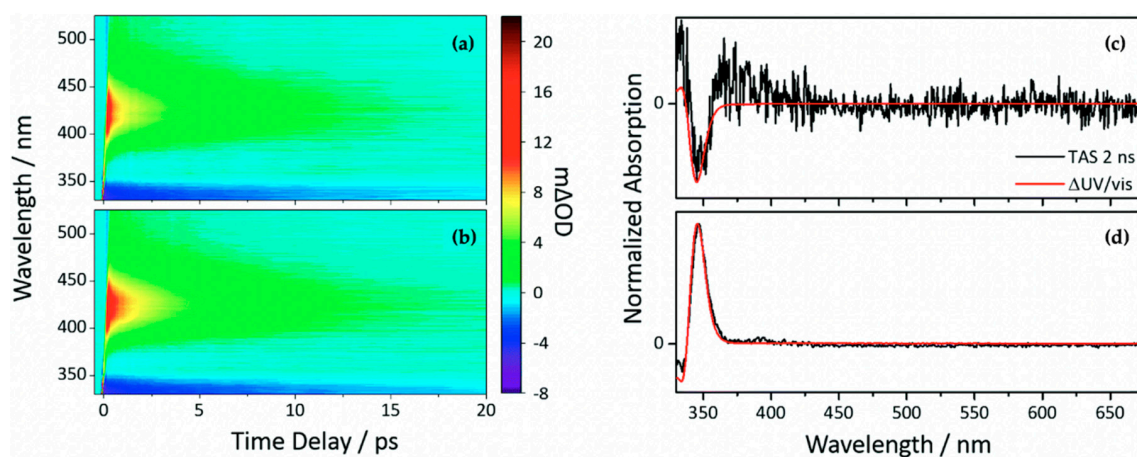 500
450
400
350
(a)
500
450
400
350
(b)
0
5
10
15
20
Time Delay / ps
Wavelength / nm
20
16
12
8
4
0
-4
-8
mΔOD
(c)
0
TAS 2 ns
ΔUV/vis
(d)
0
350
400
450
500
550
600
650
Wavelength / nm
Normalized Absorption